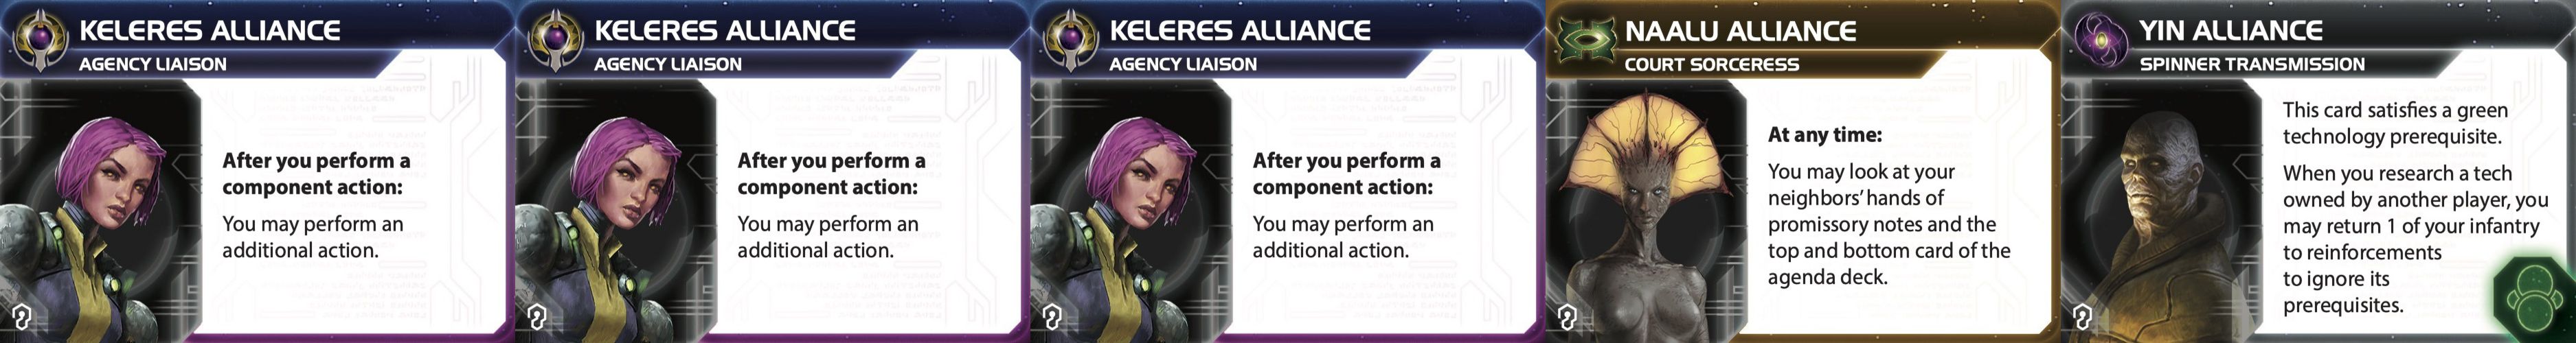 KELERES ALLIANCE
AGENCY LIAISON
After you perform a
component action:
You may perform an
additional action.
KELERES ALLIANCE
AGENCY LIAISON
After you perform a
component action:
You may perform an
additional action.
KELERES ALLIANCE
AGENCY LIAISON
After you perform a
component action:
You may perform an
additional action.
NAALU ALLIANCE
COURT SORCERESS
At any time:
You may look at your
neighbors’ hands of
promissory notes and the
top and bottom card of the
agenda deck.
YIN ALLIANCE
SPINNER TRANSMISSION
This card satisfies a green
technology prerequisite.
When you research a tech
owned by another player, you
may return 1 of your infantry
to reinforcements
to ignore its
prerequisites.